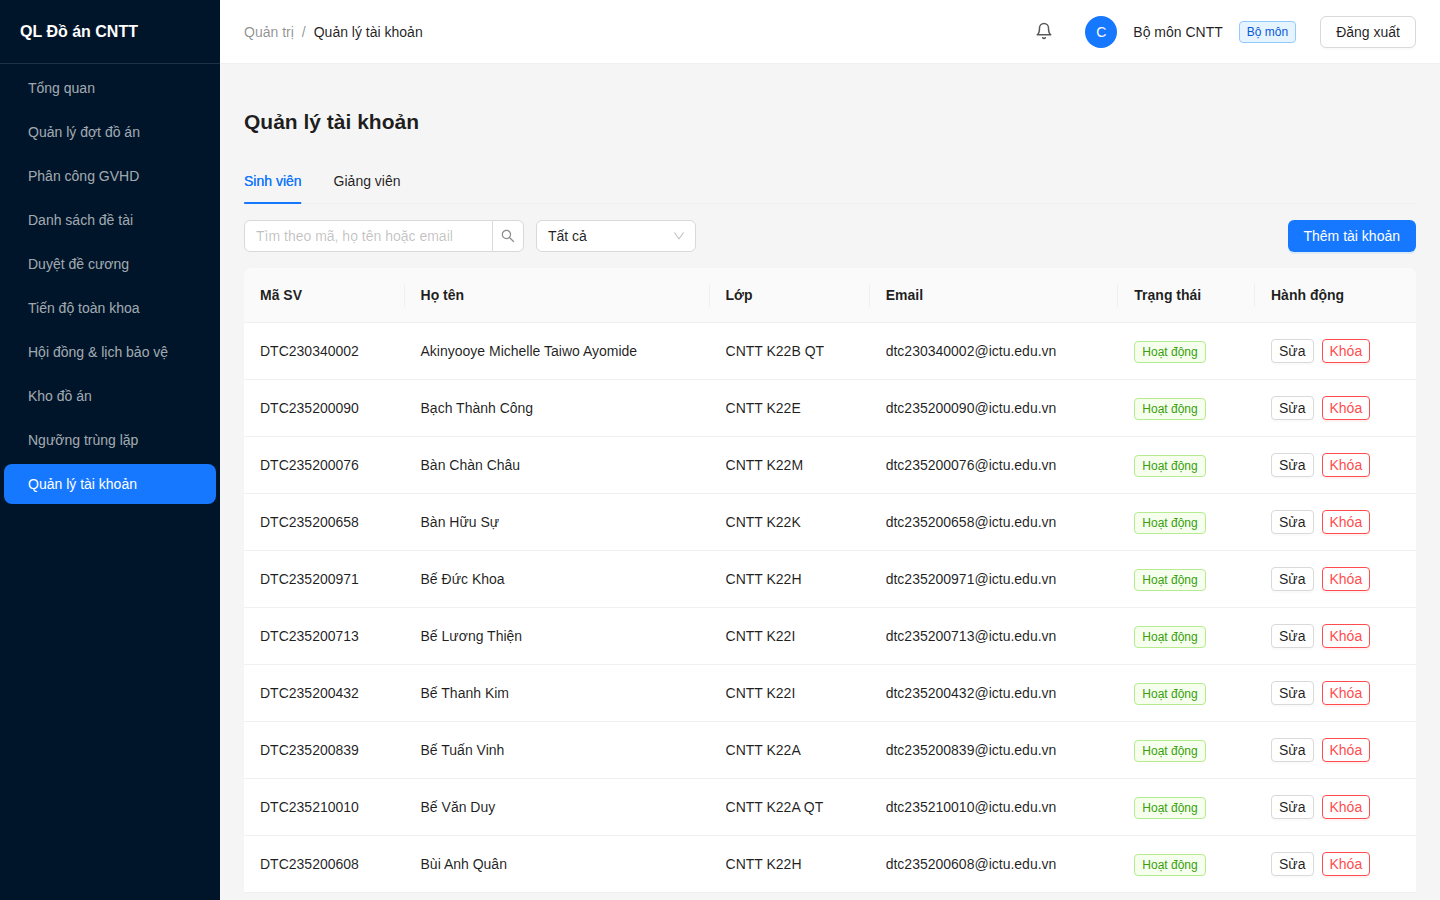 QL Đồ án CNTT
Quản trị / Quản lý tài khoản
C Bộ môn CNTT Bộ môn Đăng xuất
Tổng quan
Quản lý đợt đồ án
Phân công GVHD
Danh sách đề tài
Duyệt đề cương
Tiến độ toàn khoa
Hội đồng & lịch bảo vệ
Kho đồ án
Ngưỡng trùng lặp
Quản lý tài khoản
Quản lý tài khoản
Sinh viên Giảng viên
Tìm theo mã, họ tên hoặc email Tất cả Thêm tài khoản
Mã SV Họ tên Lớp Email Trạng thái Hành động
DTC230340002 Akinyooye Michelle Taiwo Ayomide CNTT K22B QT dtc230340002@ictu.edu.vn Hoạt động Sửa Khóa
DTC235200090 Bạch Thành Công CNTT K22E dtc235200090@ictu.edu.vn Hoạt động Sửa Khóa
DTC235200076 Bàn Chàn Châu CNTT K22M dtc235200076@ictu.edu.vn Hoạt động Sửa Khóa
DTC235200658 Bàn Hữu Sự CNTT K22K dtc235200658@ictu.edu.vn Hoạt động Sửa Khóa
DTC235200971 Bế Đức Khoa CNTT K22H dtc235200971@ictu.edu.vn Hoạt động Sửa Khóa
DTC235200713 Bế Lương Thiện CNTT K22I dtc235200713@ictu.edu.vn Hoạt động Sửa Khóa
DTC235200432 Bế Thanh Kim CNTT K22I dtc235200432@ictu.edu.vn Hoạt động Sửa Khóa
DTC235200839 Bế Tuấn Vinh CNTT K22A dtc235200839@ictu.edu.vn Hoạt động Sửa Khóa
DTC235210010 Bế Văn Duy CNTT K22A QT dtc235210010@ictu.edu.vn Hoạt động Sửa Khóa
DTC235200608 Bùi Anh Quân CNTT K22H dtc235200608@ictu.edu.vn Hoạt động Sửa Khóa